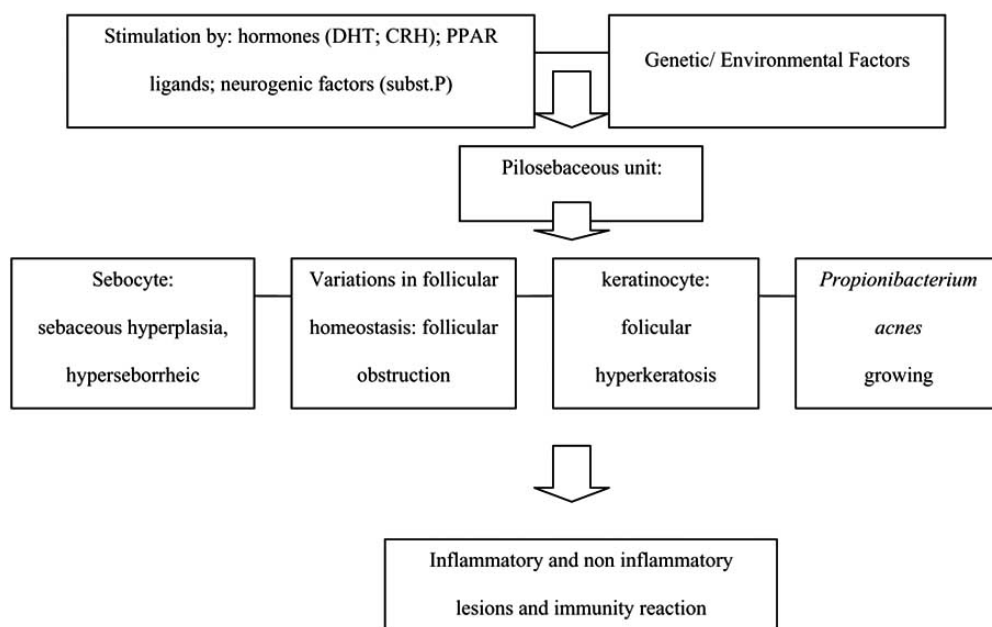 Stimulation by: hormones (DHT; CRH); PPAR
ligands; neurogenic factors (subst.P)
Genetic/ Environmental Factors
Pilosebaceous unit:
Sebocyte:
sebaceous hyperplasia,
hyperseborrheic
Variations in follicular
homeostasis: follicular
obstruction
keratinocyte:
folicular
hyperkeratosis
Propionibacterium
acnes
growing
Inflammatory and non inflammatory
lesions and immunity reaction